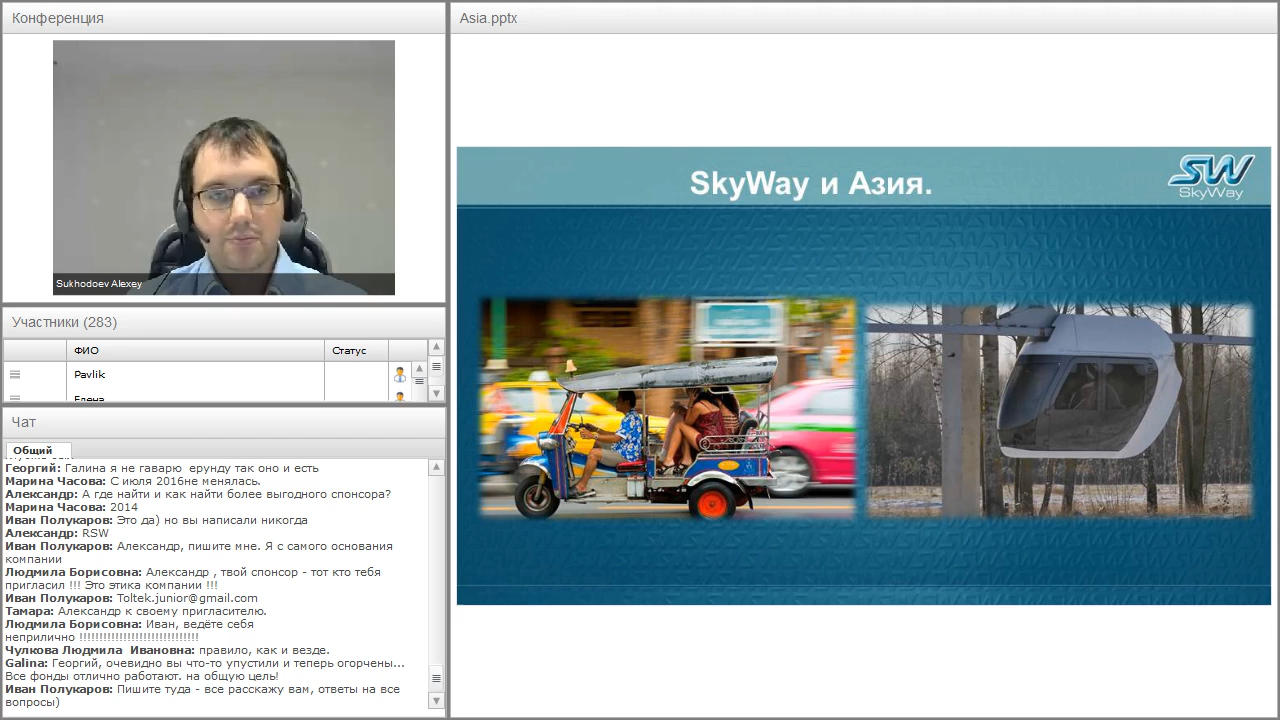 Конференция
Sukhodoev Alexey
Участники (283)
ФИО
Статус
Pavlik
Елена
Чат
Общий
Георгий: Галина я не гаварю ерунду так оно и есть
Марина Часова: С июля 2016не менялась.
Александр: А где найти и как найти более выгодного спонсора?
Марина Часова: 2014
Иван Полукаров: Это да) но вы написали никогда
Александр: RSW
Иван Полукаров: Александр, пишите мне. Я с самого основания
компании
Людмила Борисовна: Александр , твой спонсор - тот кто тебя
пригласил !!! Это этика компании !!!
Иван Полукаров: Toltek.junior@gmail.com
Тамара: Александр к своему пригласителю.
Людмила Борисовна: Иван, ведёте себя
неприлично !!!!!!!!!!!!!!!!!!!!!!!!!!!!!!
Чулкова Людмила Ивановна: правило, как и везде.
Galina: Георгий, очевидно вы что-то упустили и теперь огорчены...
Все фонды отлично работают. на общую цель!
Иван Полукаров: Пишите туда - все расскажу вам, ответы на все
вопросы)
Asia.pptx
SkyWay и Азия.
SW
SkyWay